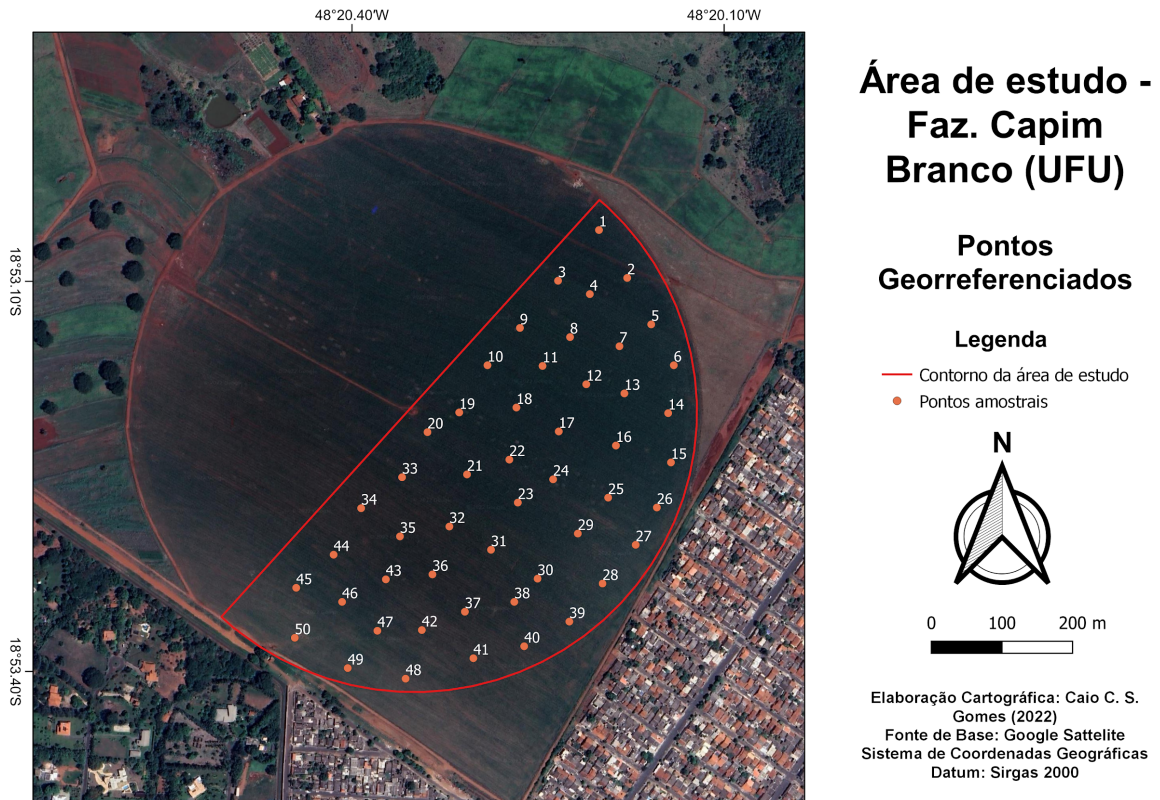 48°20.40'W
48°20.10'W
18°53.10'S
18°53.40'S
1
2
3
4
5
6
7
8
9
10
11
12
13
14
15
16
17
18
19
20
21
22
23
24
25
26
27
28
29
30
31
32
33
34
35
36
37
38
39
40
41
42
43
44
45
46
47
48
49
50
Área de estudo -
Faz. Capim
Branco (UFU)
Pontos
Georreferenciados
Legenda
Contorno da área de estudo
Pontos amostrais
N
0 100 200 m
Elaboração Cartográfica: Caio C. S.
Gomes (2022)
Fonte de Base: Google Sattelite
Sistema de Coordenadas Geográficas
Datum: Sirgas 2000